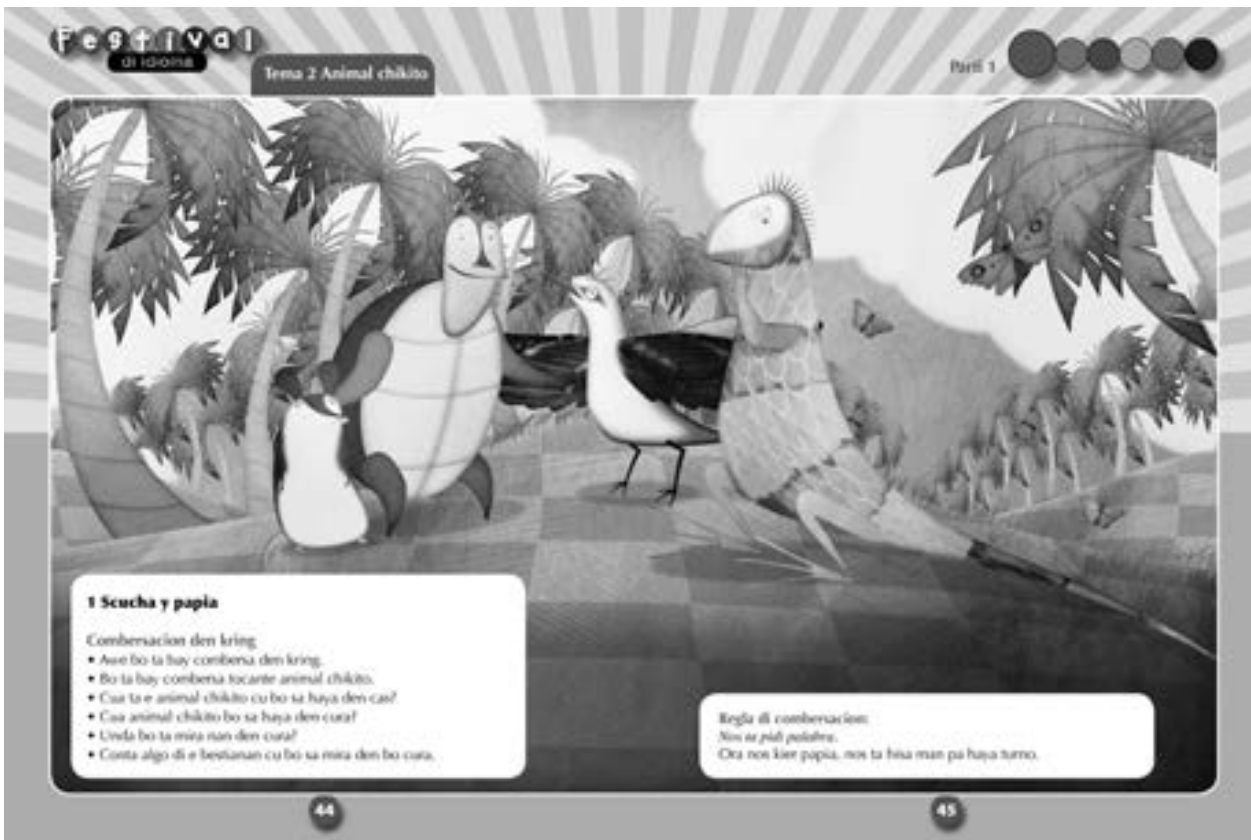 Festival
di idioma
Tema 2 Animal chikito
Parti 1
1 Scucha y papia
Combersacion den kring
• Awe bo ta bay combersa den kring.
• Bo ta bay combersa tocante animal chikito.
• Cua ta e animal chikito cu bo sa haya den cas?
• Cua animal chikito bo sa haya den cura?
• Unda bo ta mira nan den cura?
• Conta algo di e bestianan cu bo sa mira den bo cura.
Regla di combersacion:
Nos ta pidi palabra.
Ora nos kier papia, nos ta hisa man pa haya turno.
44
45